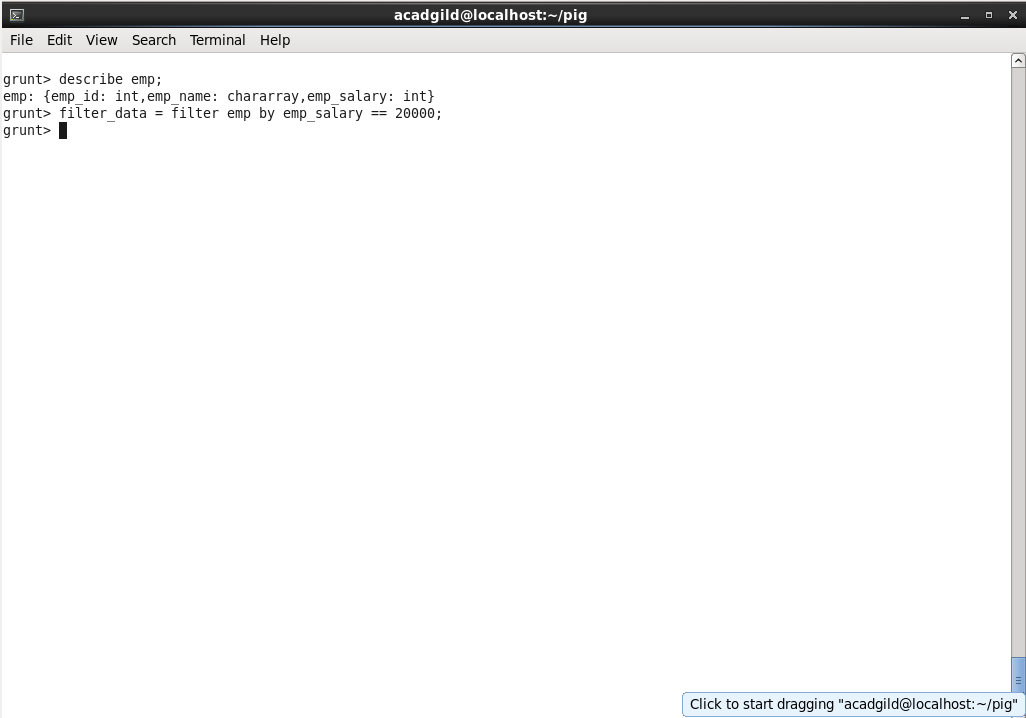 acadgild@localhost:~/pig
File Edit View Search Terminal Help
grunt> describe emp;
emp: {emp_id: int,emp_name: chararray,emp_salary: int}
grunt> filter_data = filter emp by emp_salary == 20000;
grunt>
Click to start dragging "acadgild@localhost:~/pig"